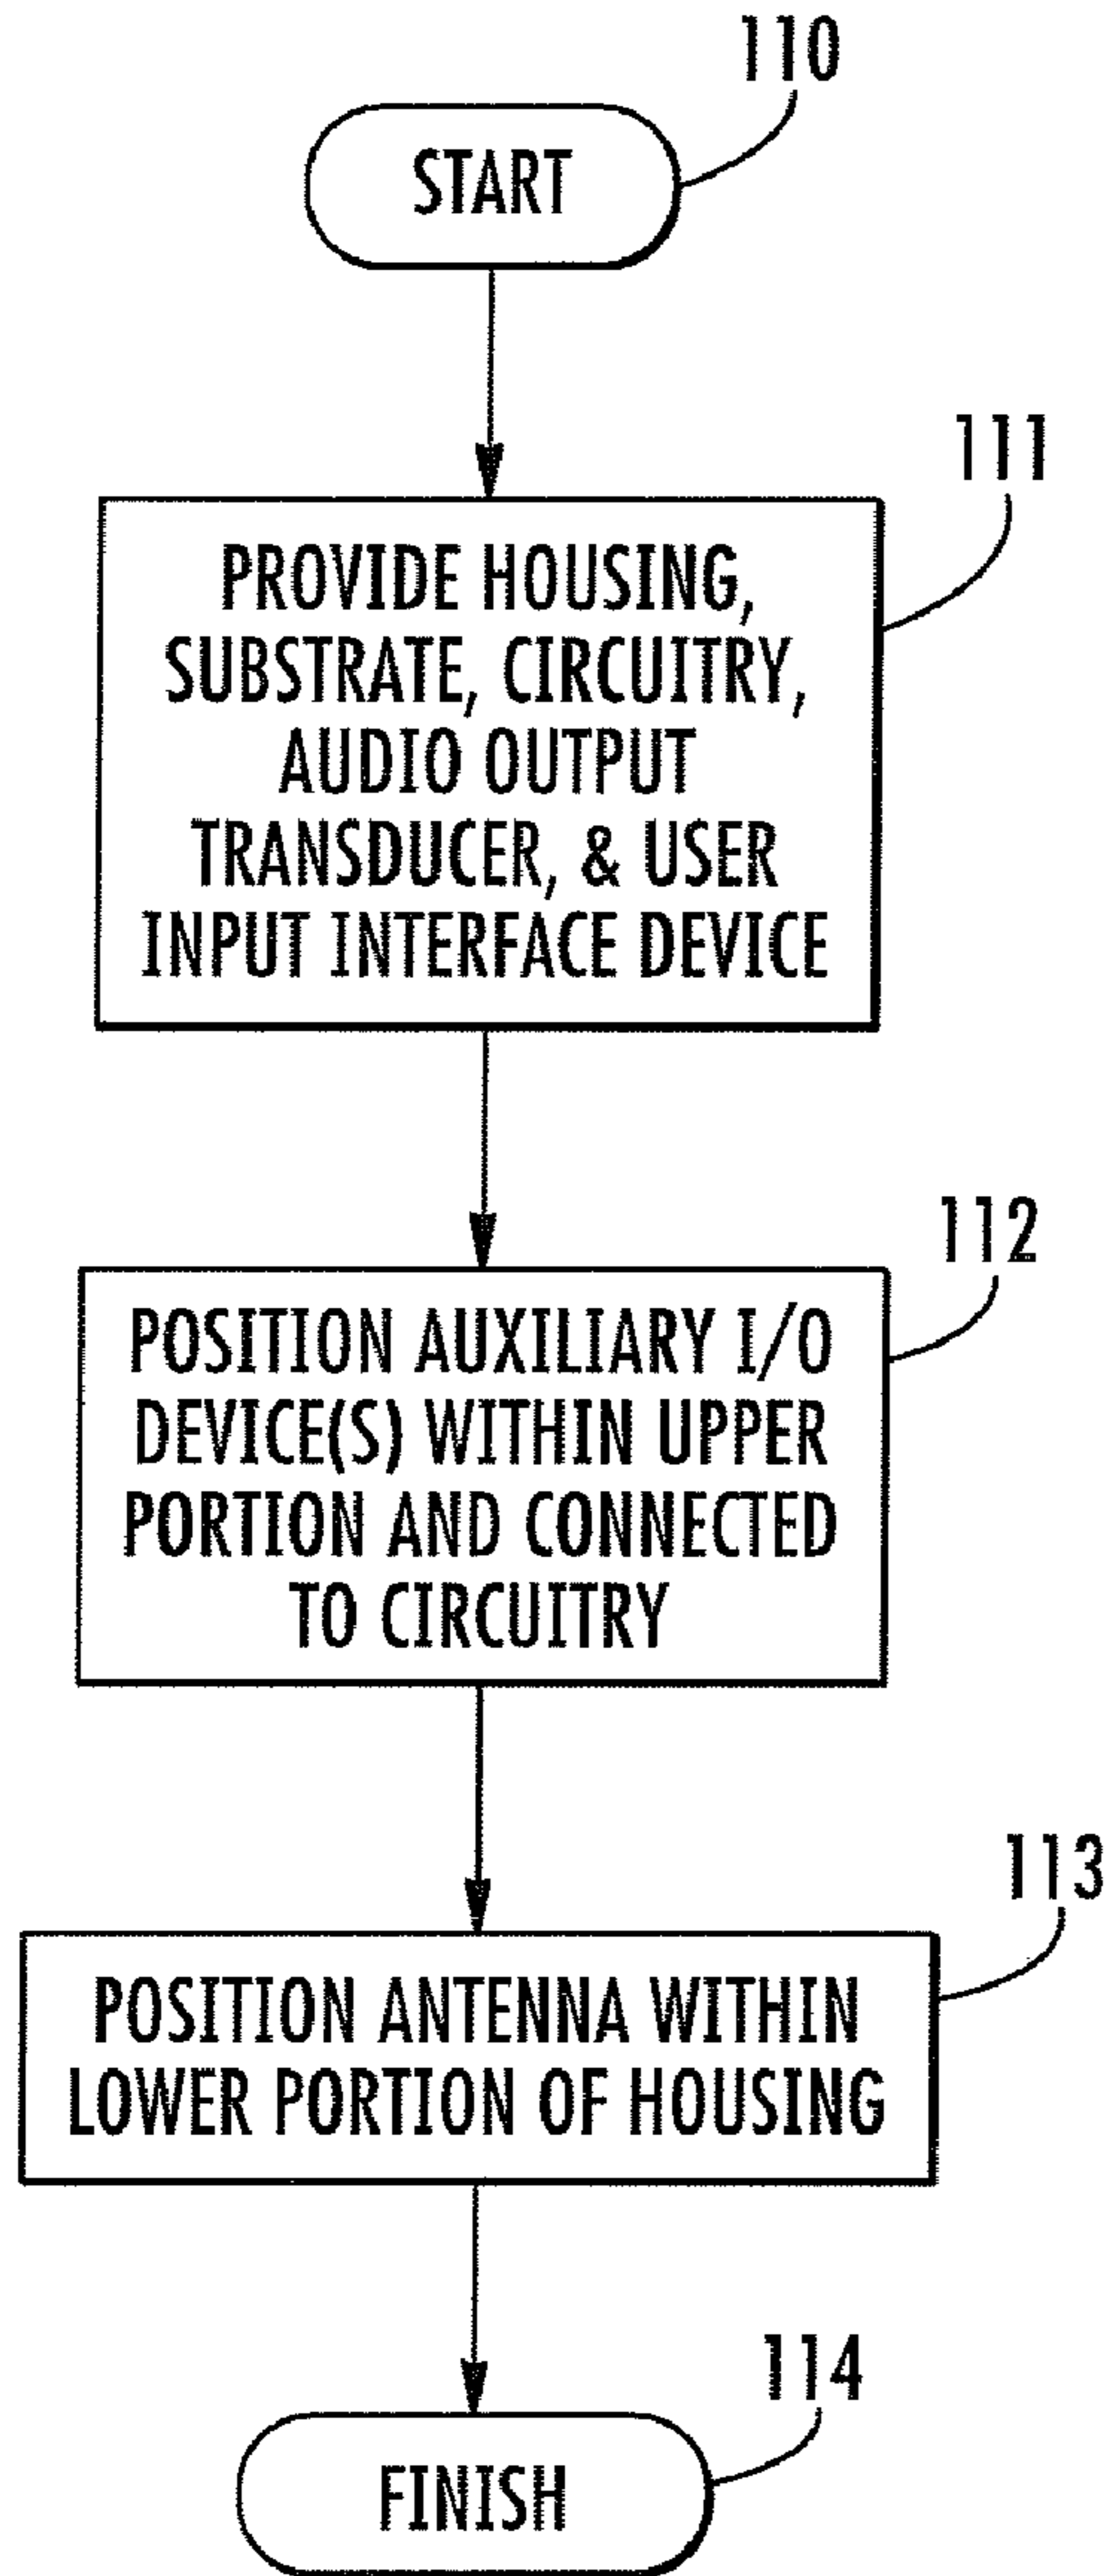 110
START
111
PROVIDE HOUSING,
SUBSTRATE, CIRCUITRY,
AUDIO OUTPUT
TRANSDUCER, & USER
INPUT INTERFACE DEVICE
112
POSITION AUXILIARY I/O
DEVICE(S) WITHIN UPPER
PORTION AND CONNECTED
TO CIRCUITRY
113
POSITION ANTENNA WITHIN
LOWER PORTION OF HOUSING
114
FINISH